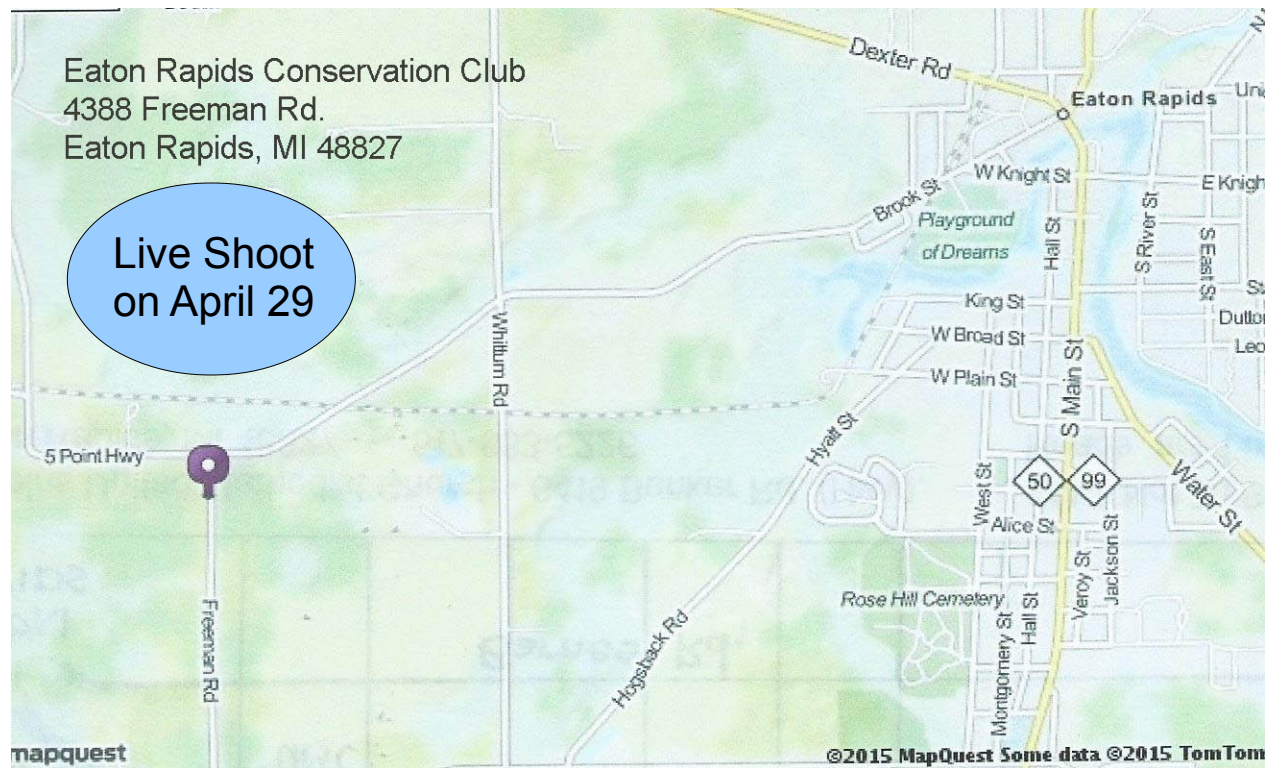 Eaton Rapids Conservation Club
4388 Freeman Rd.
Eaton Rapids, MI 48827
Live Shoot
on April 29
Dexter Rd
Eaton Rapids
W Knight St
E Knigh
Brook St
Playground
of Dreams
Hall St
S River St
S East St
King St
St
Dutto
W Broad St
Leo
W Plain St
S Main St
Whittum Rd
5 Point Hwy
Hyatt St
West St
50
99
Water St
Alice St
Jackson St
Veroy St
Rose Hill Cemetery
Hall St
Montgomery St
Freeman Rd
Hogsback Rd
mapquest
©2015 MapQuest Some data ©2015 TomTom